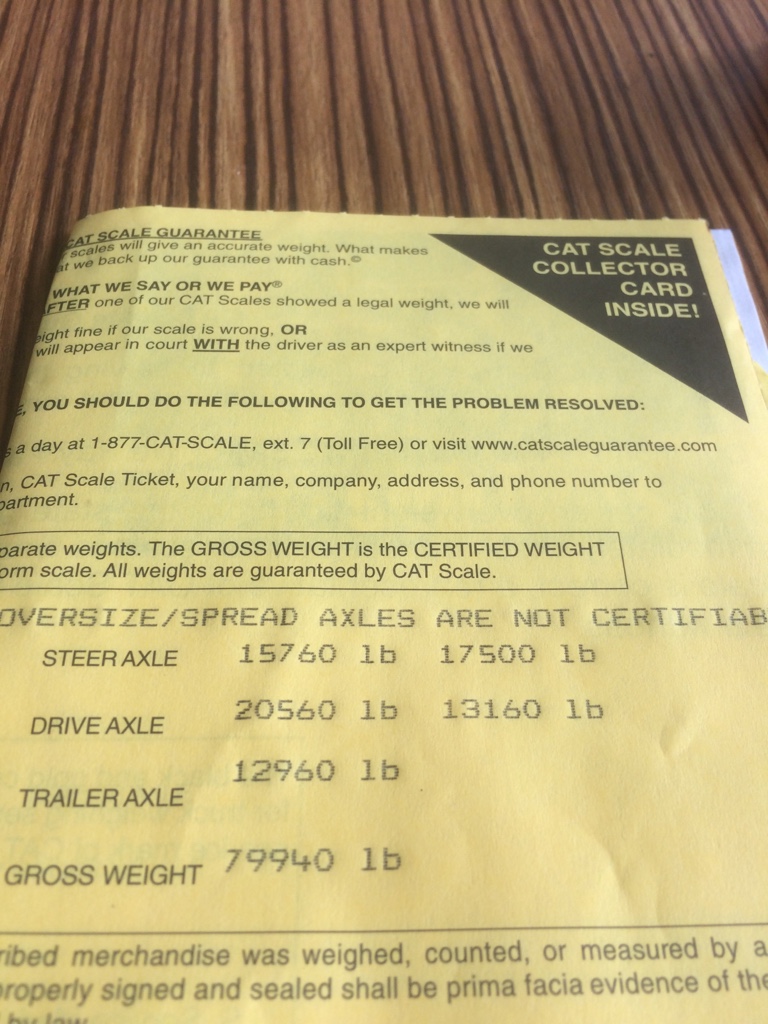 CAT SCALE GUARANTEE
scales will give an accurate weight. What makes
at we back up our guarantee with cash.©
WHAT WE SAY OR WE PAY®
AFTER one of our CAT Scales showed a legal weight, we will
eight fine if our scale is wrong, OR
will appear in court WITH the driver as an expert witness if we
CAT SCALE
COLLECTOR
CARD
INSIDE!
YOU SHOULD DO THE FOLLOWING TO GET THE PROBLEM RESOLVED:
s a day at 1-877-CAT-SCALE, ext. 7 (Toll Free) or visit www.catscaleguarantee.com
n, CAT Scale Ticket, your name, company, address, and phone number to
partment.
parate weights. The GROSS WEIGHT is the CERTIFIED WEIGHT
orm scale. All weights are guaranteed by CAT Scale.
OVERSIZE/SPREAD AXLES ARE NOT CERTIFIAB
STEER AXLE 15760 lb 17500 lb
DRIVE AXLE 20560 lb 13160 lb
TRAILER AXLE 12960 lb
GROSS WEIGHT 79940 lb
ribed merchandise was weighed, counted, or measured by a
properly signed and sealed shall be prima facia evidence of the
by law